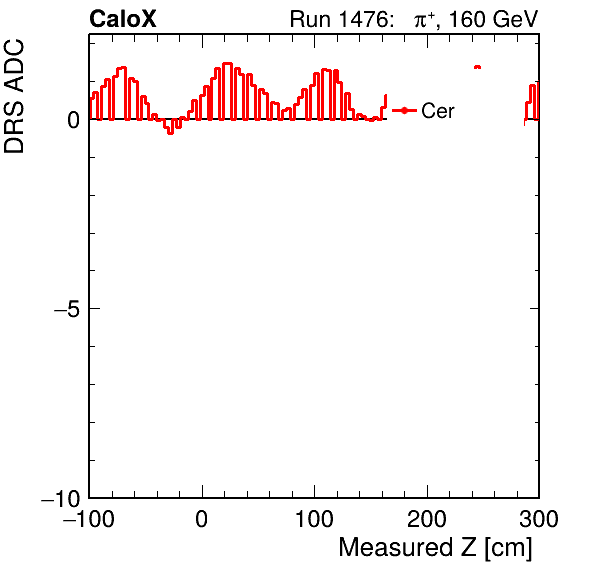 CaloX Run 1476: π⁺, 160 GeV
DRS ADC
0
−5
−10
Cer
−100 0 100 200 300
Measured Z [cm]